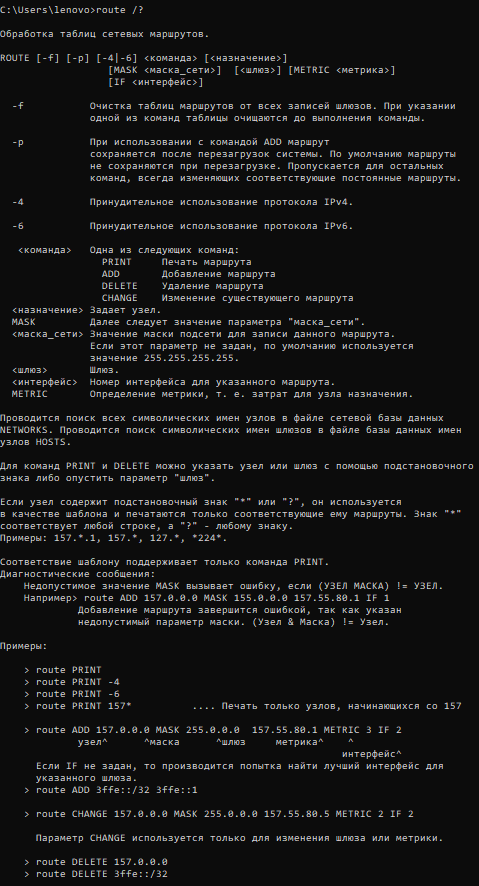 C:\Users\lenovo>route /?
Обработка таблиц сетевых маршрутов.
ROUTE [-f] [-p] [-4|-6] <команда> [<назначение>]
[MASK <маска_сети>] [<шлюз>] [METRIC <метрика>]
[IF <интерфейс>]
-f Очистка таблиц маршрутов от всех записей шлюзов. При указании
одной из команд таблицы очищаются до выполнения команды.
-p При использовании с командой ADD маршрут
сохраняется после перезагрузок системы. По умолчанию маршруты
не сохраняются при перезагрузке. Пропускается для остальных
команд, всегда изменяющих соответствующие постоянные маршруты.
-4 Принудительное использование протокола IPv4.
-6 Принудительное использование протокола IPv6.
<команда> Одна из следующих команд:
PRINT Печать маршрута
ADD Добавление маршрута
DELETE Удаление маршрута
CHANGE Изменение существующего маршрута
<назначение> Задает узел.
MASK Далее следует значение параметра "маска_сети".
<маска_сети> Значение маски подсети для записи данного маршрута.
Если этот параметр не задан, по умолчанию используется
значение 255.255.255.255.
<шлюз> Шлюз.
<интерфейс> Номер интерфейса для указанного маршрута.
METRIC Определение метрики, т. е. затрат для узла назначения.
Проводится поиск всех символических имен узлов в файле сетевой базы данных
NETWORKS. Проводится поиск символических имен шлюзов в файле базы данных имен
узлов HOSTS.
Для команд PRINT и DELETE можно указать узел или шлюз с помощью подстановочного
знака либо опустить параметр "шлюз".
Если узел содержит подстановочный знак "*" или "?", он используется
в качестве шаблона и печатаются только соответствующие ему маршруты. Знак "*"
соответствует любой строке, а "?" - любому знаку.
Примеры: 157.*.1, 157.*, 127.*, *224*.
Соответствие шаблону поддерживает только команда PRINT.
Диагностические сообщения:
Недопустимое значение MASK вызывает ошибку, если (УЗЕЛ МАСКА) != УЗЕЛ.
Например> route ADD 157.0.0.0 MASK 155.0.0.0 157.55.80.1 IF 1
Добавление маршрута завершится ошибкой, так как указан
недопустимый параметр маски. (Узел & Маска) != Узел.
Примеры:
> route PRINT
> route PRINT -4
> route PRINT -6
> route PRINT 157* .... Печать только узлов, начинающихся со 157
> route ADD 157.0.0.0 MASK 255.0.0.0 157.55.80.1 METRIC 3 IF 2
узел^ ^маска ^шлюз метрика^ ^
интерфейс^
Если IF не задан, то производится попытка найти лучший интерфейс для
указанного шлюза.
> route ADD 3ffe::/32 3ffe::1
> route CHANGE 157.0.0.0 MASK 255.0.0.0 157.55.80.5 METRIC 2 IF 2
Параметр CHANGE используется только для изменения шлюза или метрики.
> route DELETE 157.0.0.0
> route DELETE 3ffe::/32